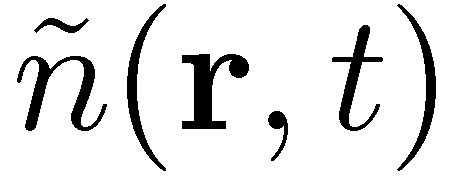 ñ(𝐫, t)